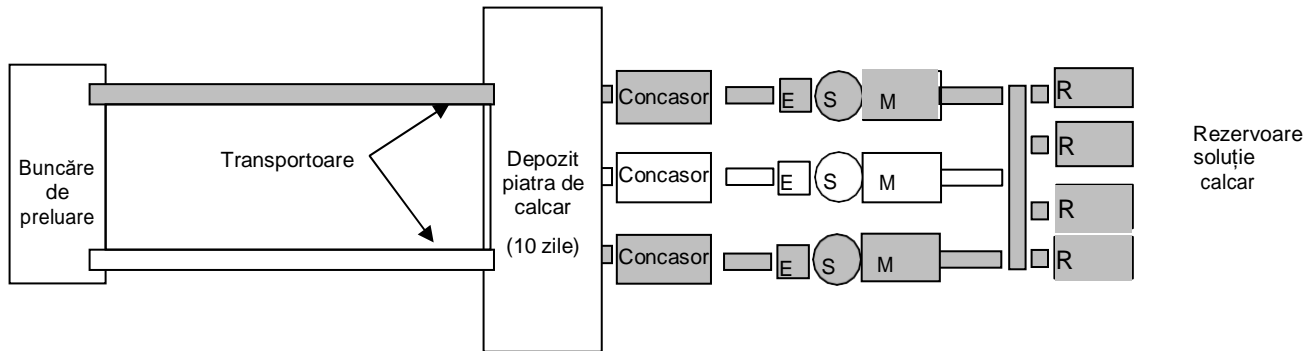 Buncăre
de
preluare
Transportoare
Depozit
piatra de
calcar
(10 zile)
Concasor
E
S
M
R
Concasor
E
S
M
R
Concasor
E
S
M
R
R
Rezervoare
soluție
calcar